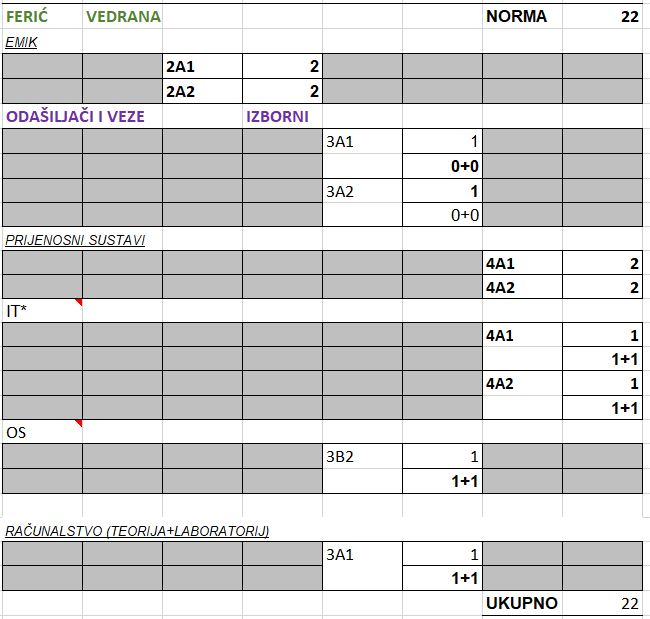 FERIĆ VEDRANA NORMA 22
EMIK
2A1 2
2A2 2
ODAŠILJAČI I VEZE IZBORNI
3A1 1
0+0
3A2 1
0+0
PRIJENOSNI SUSTAVI
4A1 2
4A2 2
IT*
4A1 1
1+1
4A2 1
1+1
OS
3B2 1
1+1
RAČUNALSTVO (TEORIJA+LABORATORIJ)
3A1 1
1+1
UKUPNO 22